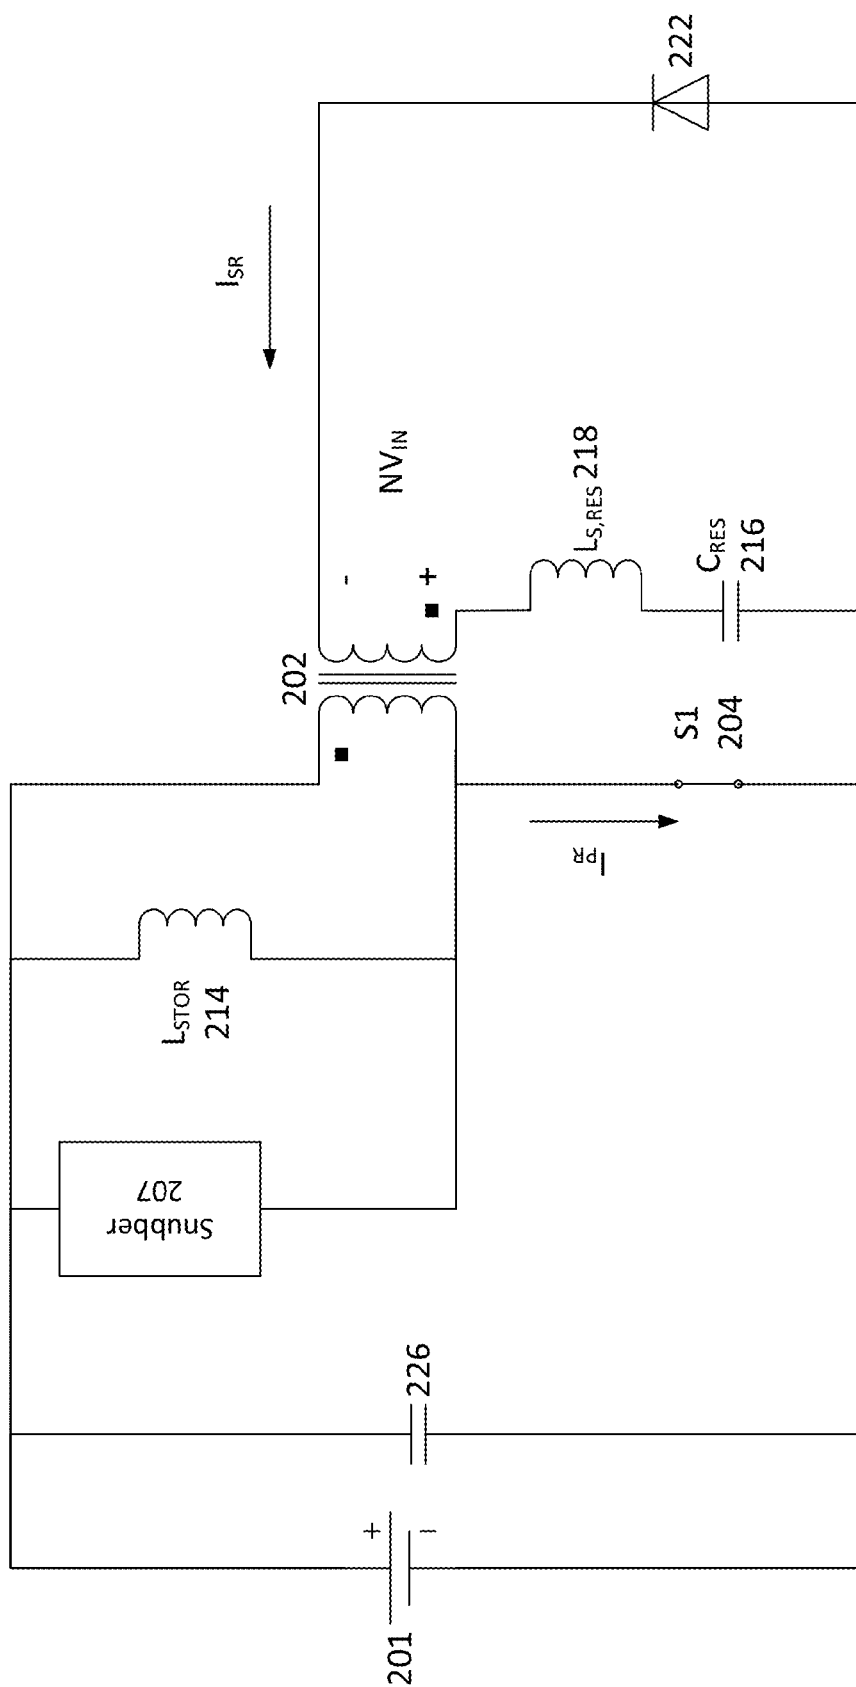 201
+
−
226
Snubber
207
LSTOR
214
IPR
S1
204
202
-
+
NVIN
LS,RES 218
CRES
216
ISR
222